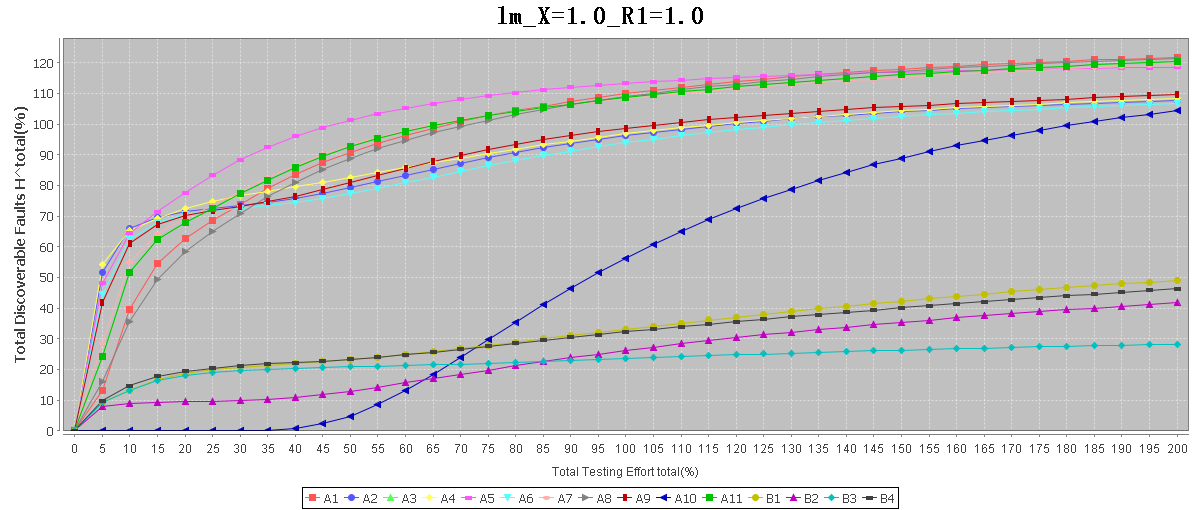 lm_X=1.0_R1=1.0
Total Discoverable Faults H^total(%)
120
110
100
90
80
70
60
50
40
30
20
10
0
0 5 10 15 20 25 30 35 40 45 50 55 60 65 70 75 80 85 90 95 100 105 110 115 120 125 130 135 140 145 150 155 160 165 170 175 180 185 190 195 200
Total Testing Effort total(%)
A1 A2 A3 A4 A5 A6 A7 A8 A9 A10 A11 B1 B2 B3 B4